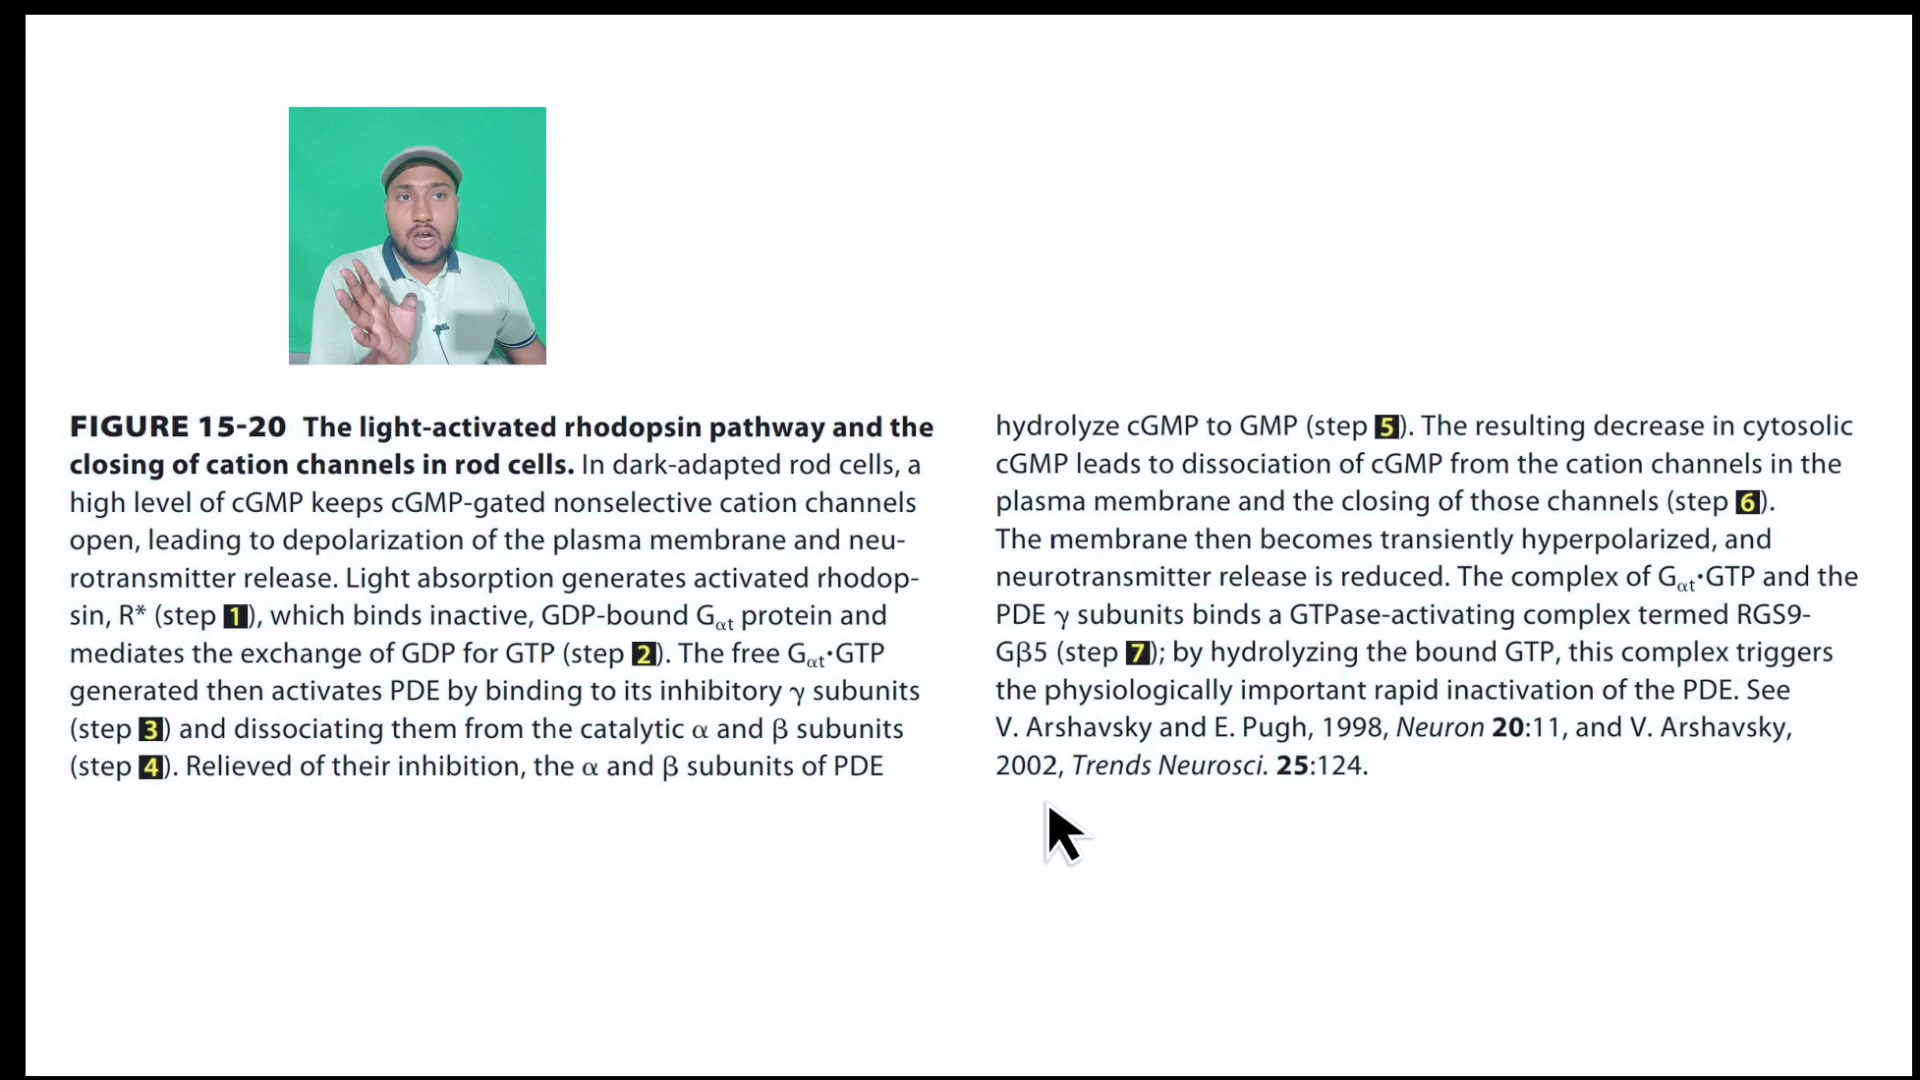 FIGURE 15-20 The light-activated rhodopsin pathway and the
closing of cation channels in rod cells. In dark-adapted rod cells, a
high level of cGMP keeps cGMP-gated nonselective cation channels
open, leading to depolarization of the plasma membrane and neu-
rotransmitter release. Light absorption generates activated rhodop-
sin, R* (step 1), which binds inactive, GDP-bound Gαt protein and
mediates the exchange of GDP for GTP (step 2). The free Gαt•GTP
generated then activates PDE by binding to its inhibitory γ subunits
(step 3) and dissociating them from the catalytic α and β subunits
(step 4). Relieved of their inhibition, the α and β subunits of PDE
hydrolyze cGMP to GMP (step 5). The resulting decrease in cytosolic
cGMP leads to dissociation of cGMP from the cation channels in the
plasma membrane and the closing of those channels (step 6).
The membrane then becomes transiently hyperpolarized, and
neurotransmitter release is reduced. The complex of Gαt•GTP and the
PDE γ subunits binds a GTPase-activating complex termed RGS9-
Gβ5 (step 7); by hydrolyzing the bound GTP, this complex triggers
the physiologically important rapid inactivation of the PDE. See
V. Arshavsky and E. Pugh, 1998, Neuron 20:11, and V. Arshavsky,
2002, Trends Neurosci. 25:124.